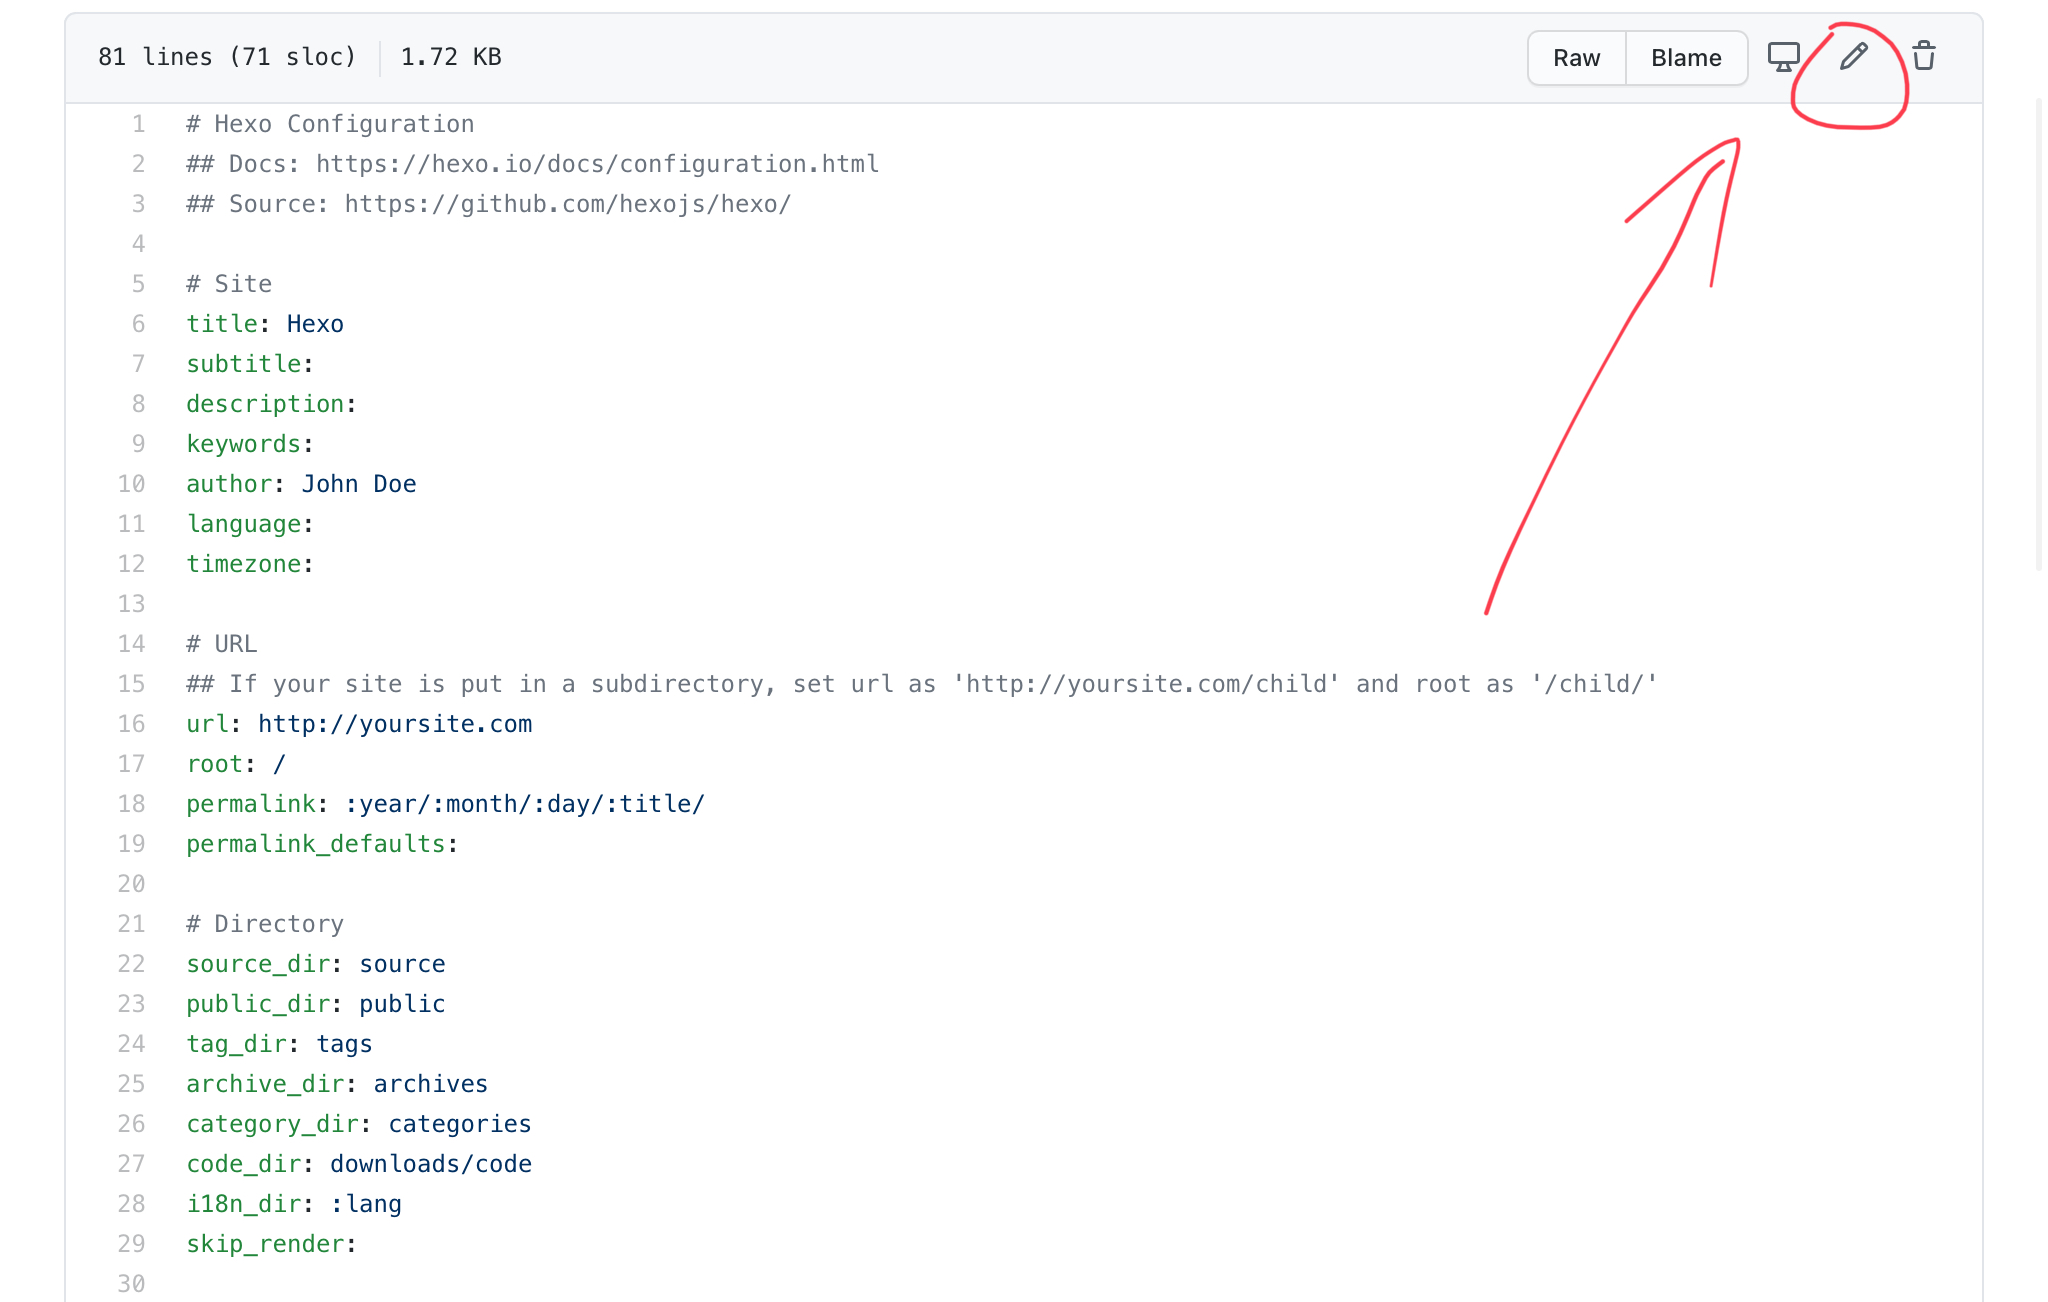 81 lines (71 sloc) 1.72 KB Raw Blame
1 # Hexo Configuration
2 ## Docs: https://hexo.io/docs/configuration.html
3 ## Source: https://github.com/hexojs/hexo/
4
5 # Site
6 title: Hexo
7 subtitle:
8 description:
9 keywords:
10 author: John Doe
11 language:
12 timezone:
13
14 # URL
15 ## If your site is put in a subdirectory, set url as 'http://yoursite.com/child' and root as '/child/'
16 url: http://yoursite.com
17 root: /
18 permalink: :year/:month/:day/:title/
19 permalink_defaults:
20
21 # Directory
22 source_dir: source
23 public_dir: public
24 tag_dir: tags
25 archive_dir: archives
26 category_dir: categories
27 code_dir: downloads/code
28 i18n_dir: :lang
29 skip_render:
30